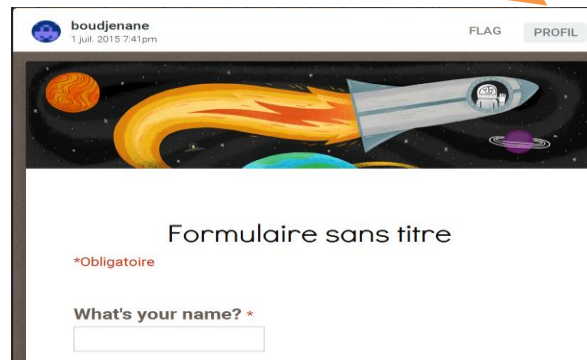 boudjenane
1 juil. 2015 7:41pm
FLAG
PROFIL
Formulaire sans titre
*Obligatoire
What's your name? *